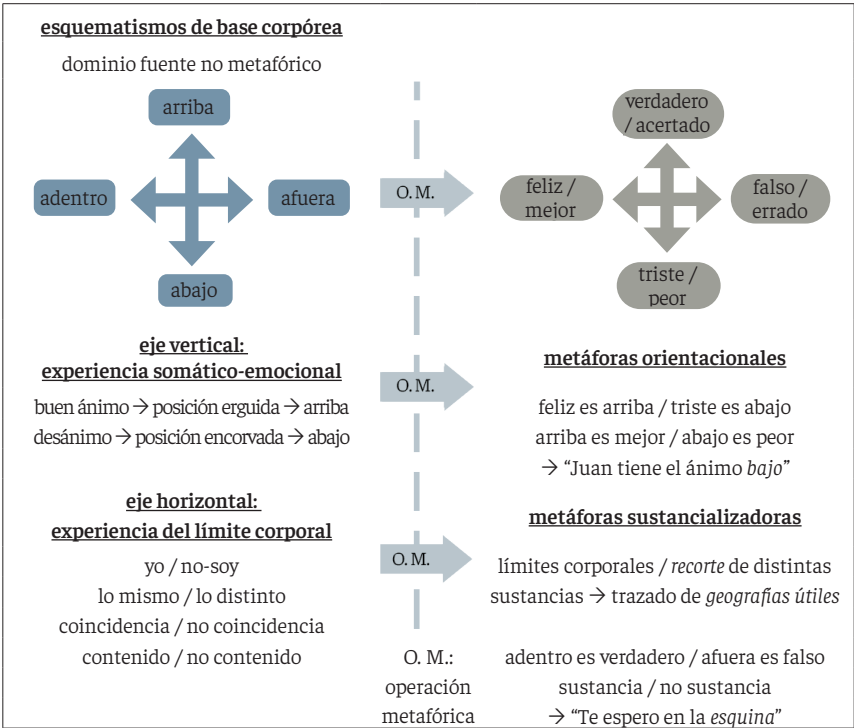 esquematismos de base corpórea
dominio fuente no metafórico
arriba
adentro
afuera
abajo
O. M.
verdadero
/ acertado
feliz /
mejor
falso /
errado
triste /
peor
eje vertical:
experiencia somático-emocional
buen ánimo → posición erguida → arriba
desánimo → posición encorvada → abajo
O. M.
metáforas orientacionales
feliz es arriba / triste es abajo
arriba es mejor / abajo es peor
→ “Juan tiene el ánimo bajo”
eje horizontal:
experiencia del límite corporal
yo / no-soy
lo mismo / lo distinto
coincidencia / no coincidencia
contenido / no contenido
O. M.
metáforas sustancializadoras
límites corporales / recorte de distintas
sustancias → trazado de geografías útiles
O. M.:
operación
metafórica
adentro es verdadero / afuera es falso
sustancia / no sustancia
→ “Te espero en la esquina”